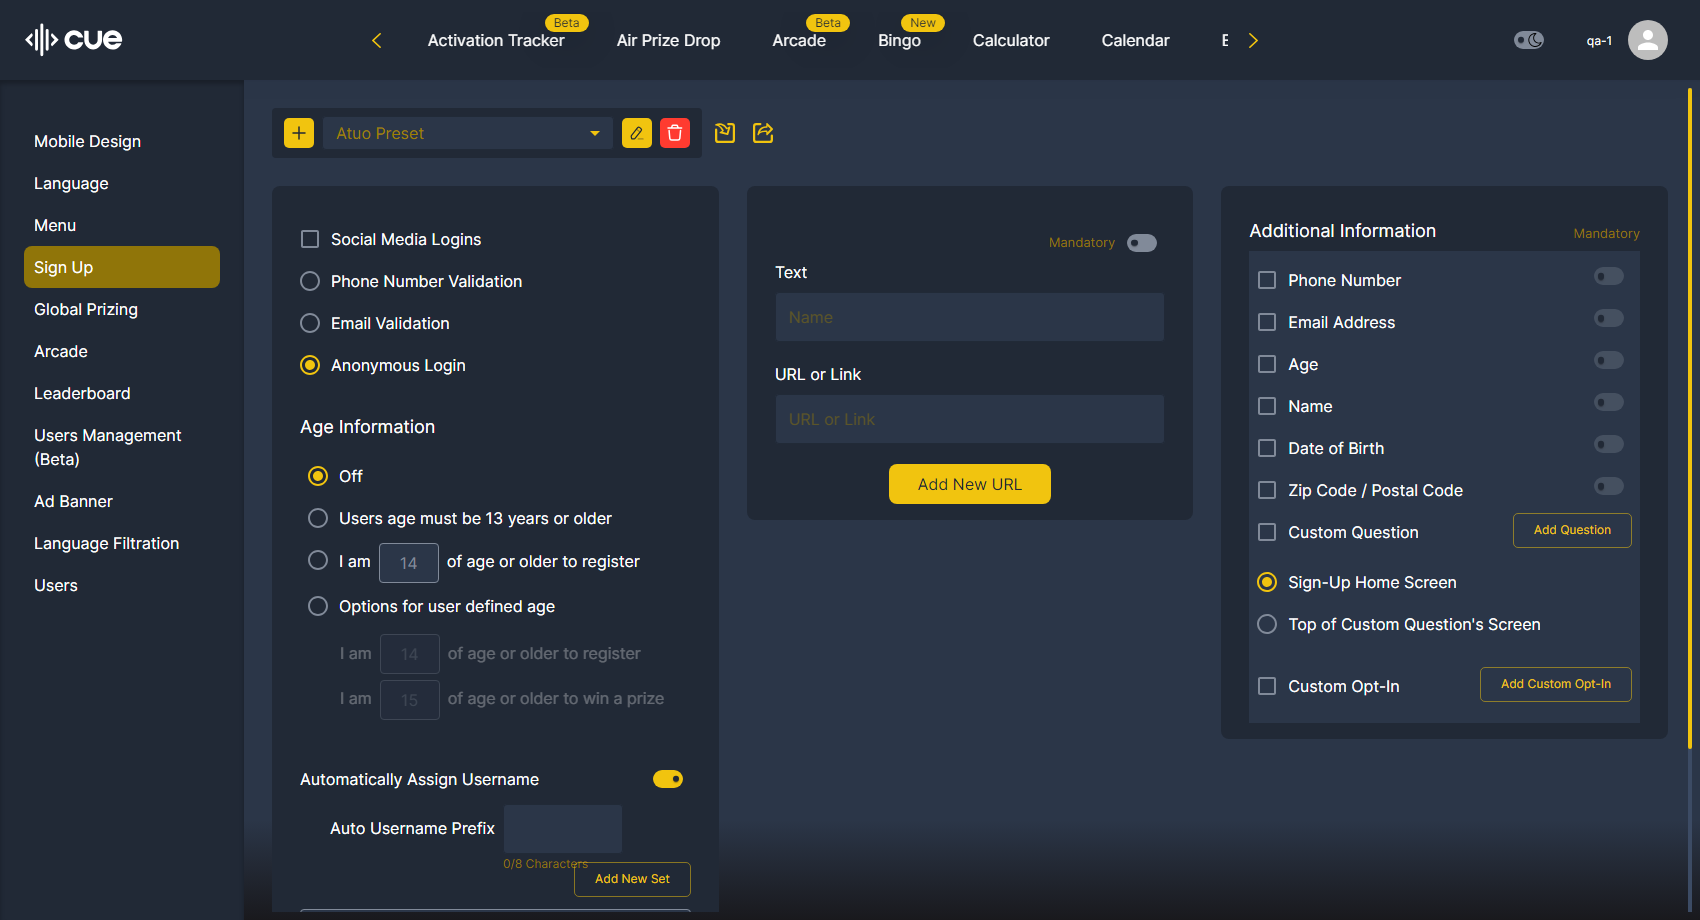 cue
Activation Tracker
Beta
Air Prize Drop
Arcade
Beta
Bingo
New
Calculator
Calendar
qa-1
Mobile Design
Language
Menu
Sign Up
Global Prizing
Arcade
Leaderboard
Users Management
(Beta)
Ad Banner
Language Filtration
Users
Atuo Preset
Social Media Logins
Phone Number Validation
Email Validation
Anonymous Login
Age Information
Off
Users age must be 13 years or older
I am 14 of age or older to register
Options for user defined age
I am 14 of age or older to register
I am 15 of age or older to win a prize
Automatically Assign Username
Auto Username Prefix
0/8 Characters
Add New Set
Mandatory
Text
Name
URL or Link
URL or Link
Add New URL
Additional Information
Mandatory
Phone Number
Email Address
Age
Name
Date of Birth
Zip Code / Postal Code
Custom Question
Add Question
Sign-Up Home Screen
Top of Custom Question's Screen
Custom Opt-In
Add Custom Opt-In